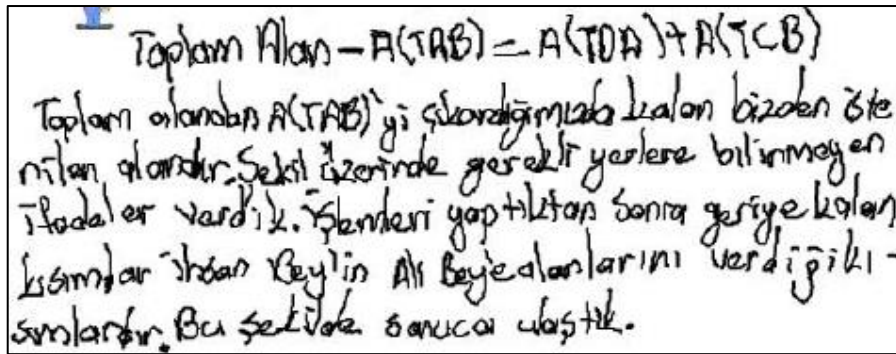 Toplam Alan - A(TAB) = A(TDA) + A(TCB)
Toplam alandan A(TAB)'yi çıkardığımızda kalan bizden iste
nilen alandır. Şekil üzerinde gerekli yerlere bilinmeyen
ifadeler verdik. İşlemleri yaptıktan sonra geriye kalan
kısımlar İhsan Bey'in Ali Beye alanlarını verdiği kı-
sımlardır. Bu şekilde sonuca ulaştık.